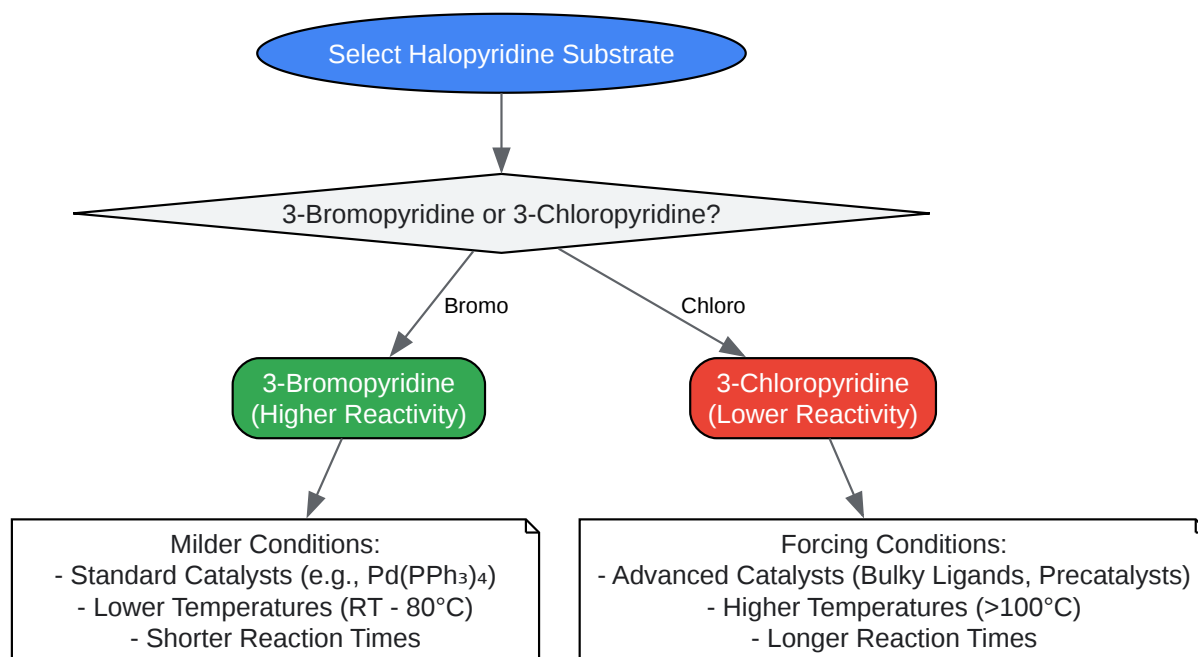 Select Halopyridine Substrate
3-Bromopyridine or 3-Chloropyridine?
Bromo
Chloro
3-Bromopyridine
(Higher Reactivity)
3-Chloropyridine
(Lower Reactivity)
Milder Conditions:
- Standard Catalysts (e.g., Pd(PPh₃)₄)
- Lower Temperatures (RT - 80°C)
- Shorter Reaction Times
Forcing Conditions:
- Advanced Catalysts (Bulky Ligands, Precatalysts)
- Higher Temperatures (>100°C)
- Longer Reaction Times